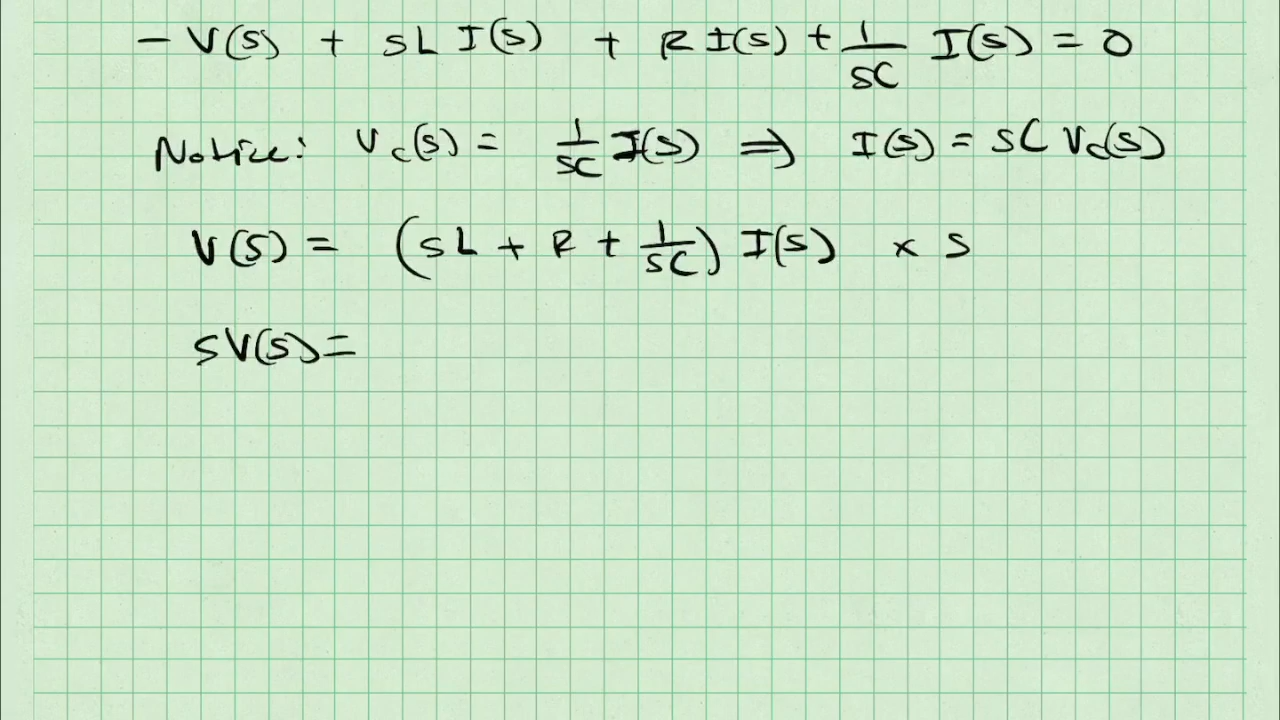 - V(s) + sL I(s) + R I(s) + 1/sC I(s) = 0
Notice: Vc(s) = 1/sC I(s) ⇒ I(s) = sC Vc(s)
V(s) = (sL + R + 1/sC) I(s) × s
sV(s) =